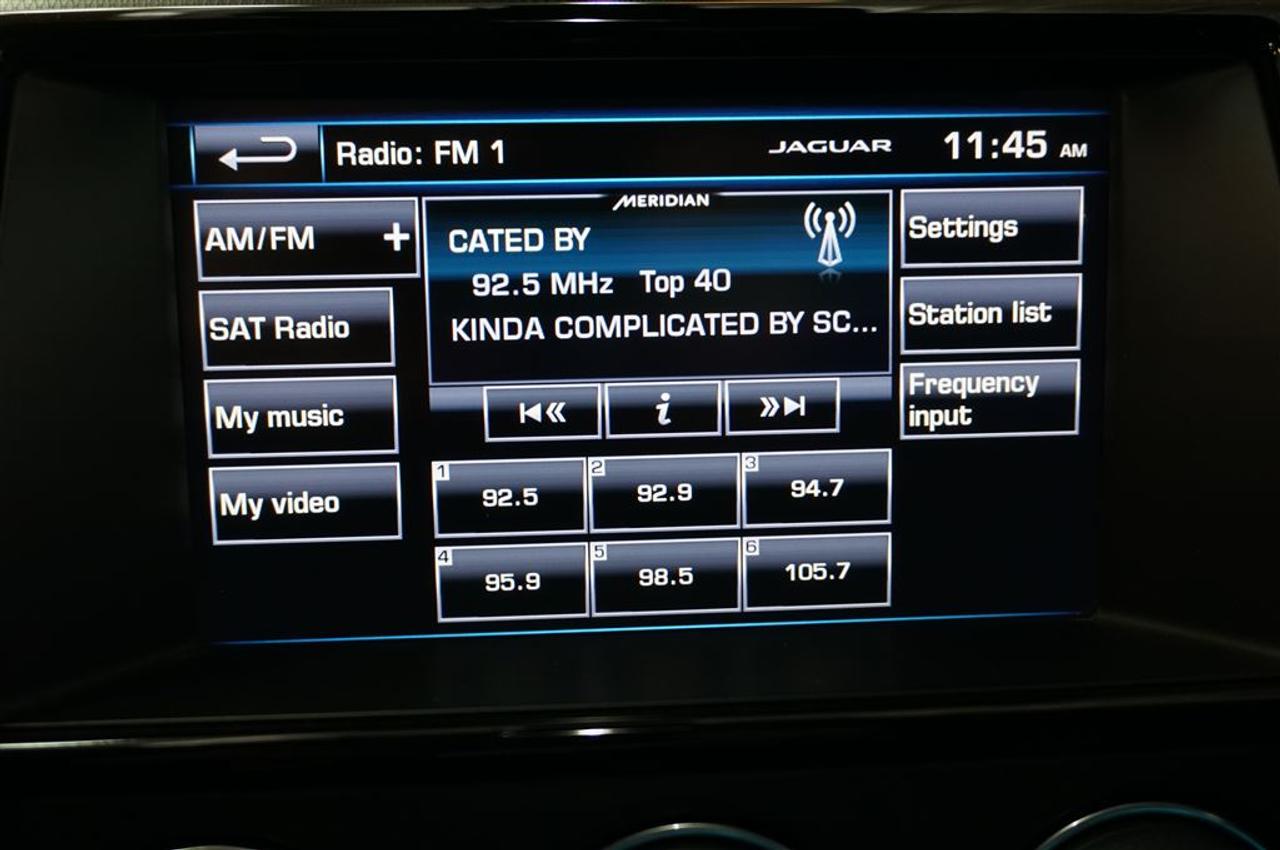 Radio: FM 1
JAGUAR
11:45 AM
AM/FM +
SAT Radio
My music
My video
MERIDIAN
CATED BY
92.5 MHz Top 40
KINDA COMPLICATED BY SC...
i
1 92.5
2 92.9
3 94.7
4 95.9
5 98.5
6 105.7
Settings
Station list
Frequency
input